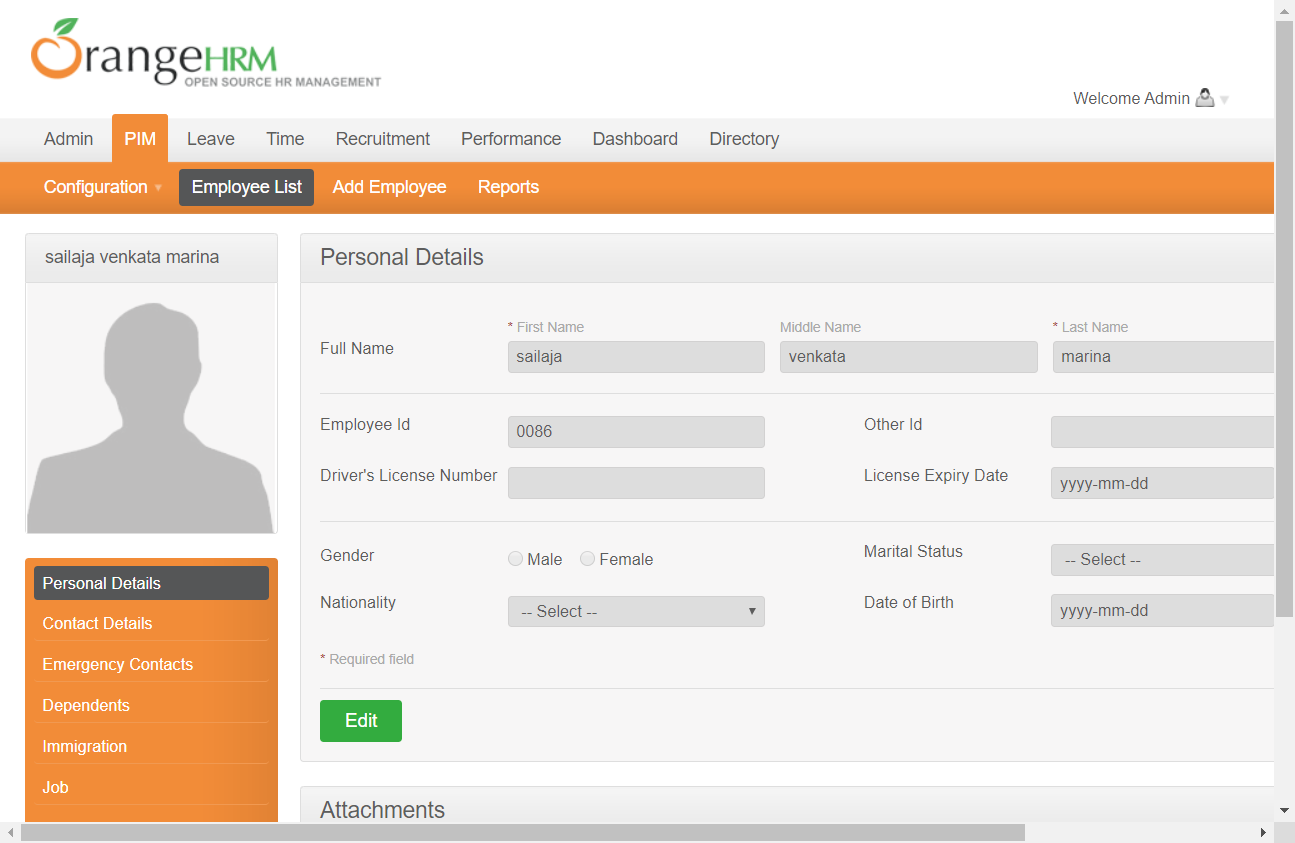 OrangeHRM
OPEN SOURCE HR MANAGEMENT
Welcome Admin
Admin PIM Leave Time Recruitment Performance Dashboard Directory
Configuration Employee List Add Employee Reports
sailaja venkata marina
Personal Details
* First Name Middle Name * Last Name
Full Name sailaja venkata marina
Employee Id 0086 Other Id
Driver's License Number License Expiry Date yyyy-mm-dd
Gender Male Female Marital Status -- Select --
Nationality -- Select -- Date of Birth yyyy-mm-dd
* Required field
Edit
Personal Details
Contact Details
Emergency Contacts
Dependents
Immigration
Job
Attachments